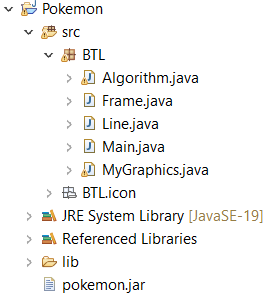 Pokemon
src
BTL
Algorithm.java
Frame.java
Line.java
Main.java
MyGraphics.java
BTL.icon
JRE System Library [JavaSE-19]
Referenced Libraries
lib
pokemon.jar